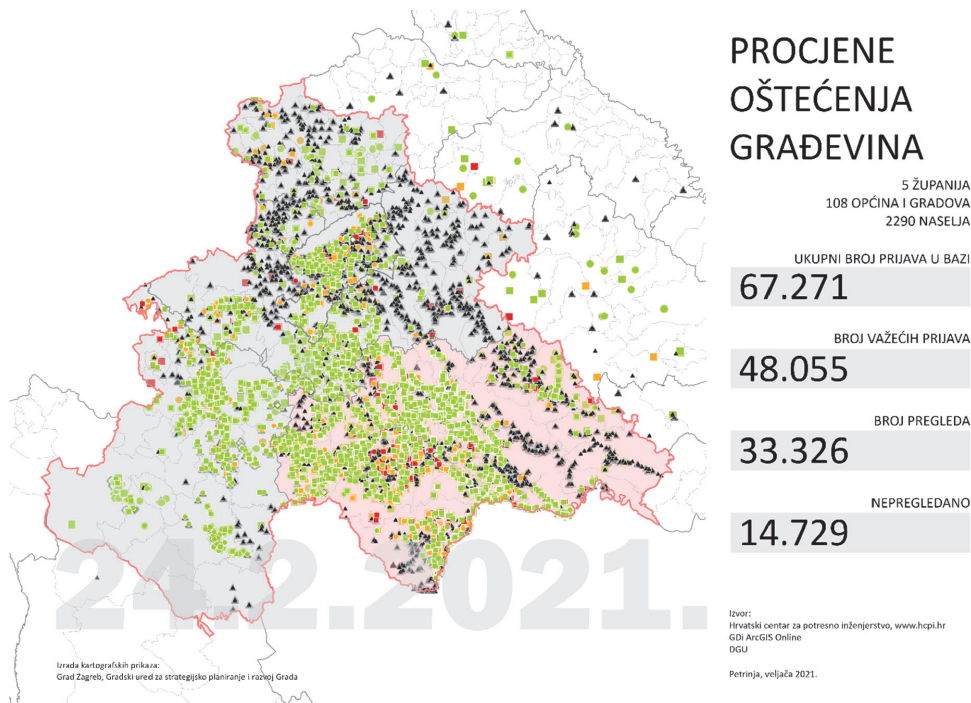 PROCJENE
OŠTEĆENJA
GRAĐEVINA
5 ŽUPANIJA
108 OPĆINA I GRADOVA
2290 NASELJA
UKUPNI BROJ PRIJAVA U BAZI
67.271
BROJ VAŽEĆIH PRIJAVA
48.055
BROJ PREGLEDA
33.326
NEPREGLEDANO
14.729
24.2.2021.
Izvor:
Hrvatski centar za potresno inženjerstvo, www.hcpi.hr
GDi ArcGIS Online
DGU
Petrinja, veljača 2021.
Izrada kartografskih prikaza:
Grad Zagreb, Gradski ured za strategijsko planiranje i razvoj Grada